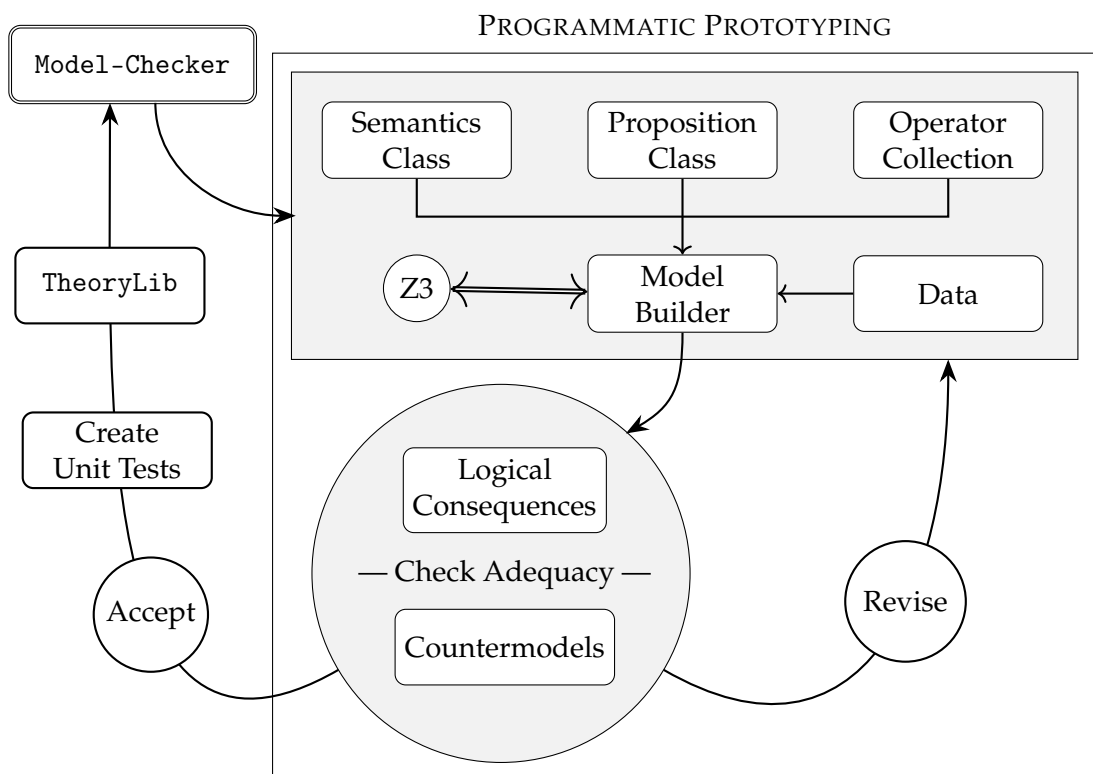 PROGRAMMATIC PROTOTYPING
Model-Checker
Semantics
Class
Proposition
Class
Operator
Collection
TheoryLib
Z3
Model
Builder
Data
Create
Unit Tests
Logical
Consequences
— Check Adequacy —
Accept
Countermodels
Revise